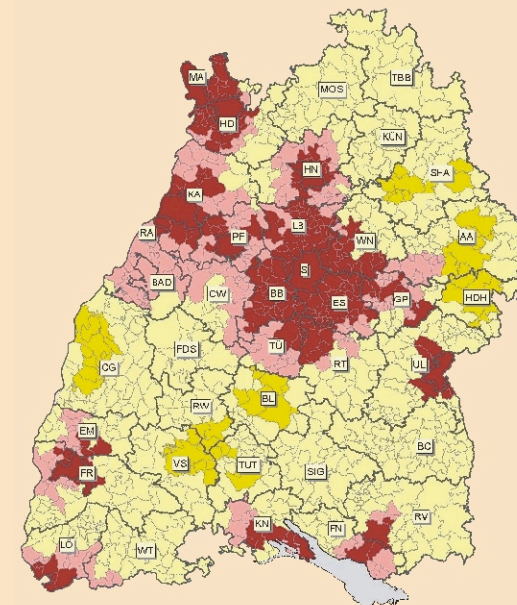 MA
TBB
MOS
HD
KÜN
HN
SHA
KA
LB
RA
PF
WN
AA
S
BAD
CW
BB
ES
GP
HDH
TÜ
FDS
RT
UL
OG
BL
RW
EM
BC
VS
TUT
FR
SIG
RV
KN
FN
LÖ
WT